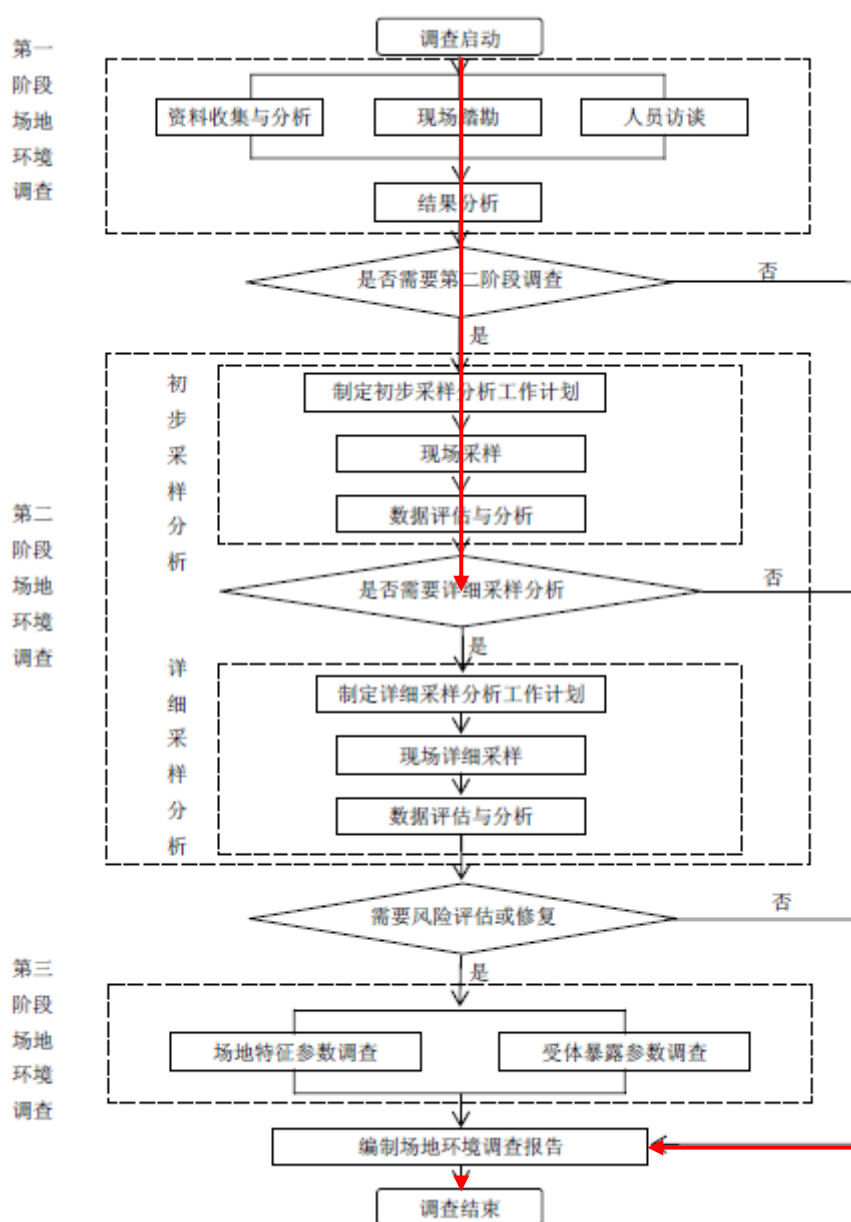 调查启动
第一
阶段
场地
环境
调查
资料收集与分析
现场踏勘
人员访谈
结果分析
是否需要第二阶段调查
否
是
初
步
采
样
分
析
制定初步采样分析工作计划
现场采样
数据评估与分析
第二
阶段
场地
环境
调查
是否需要详细采样分析
否
是
详
细
采
样
分
析
制定详细采样分析工作计划
现场详细采样
数据评估与分析
需要风险评估或修复
否
是
第三
阶段
场地
环境
调查
场地特征参数调查
受体暴露参数调查
编制场地环境调查报告
调查结束